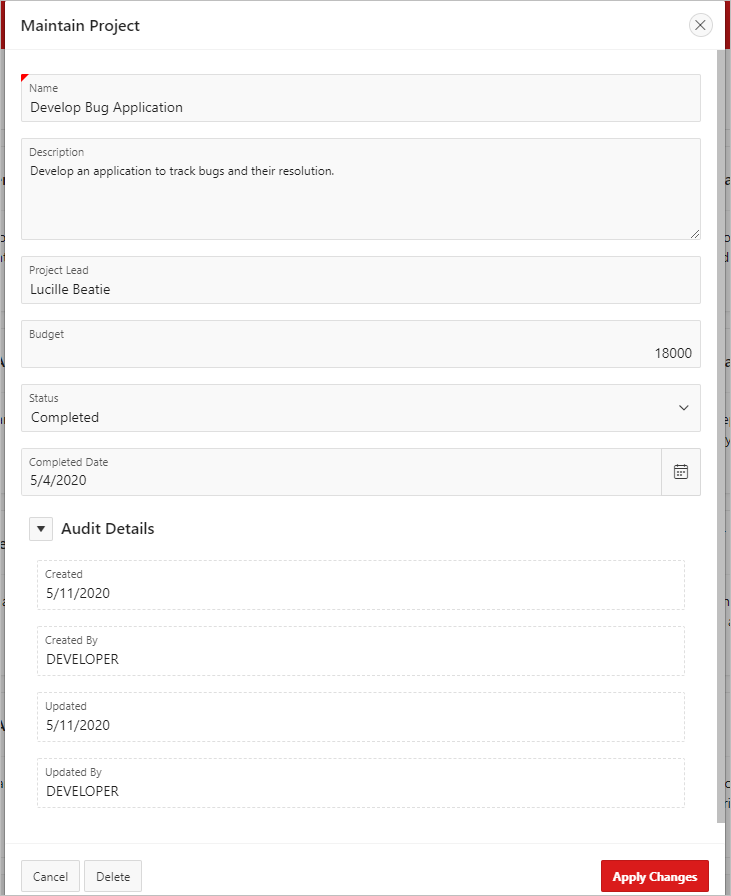 Maintain Project
Name
Develop Bug Application
Description
Develop an application to track bugs and their resolution.
Project Lead
Lucille Beatie
Budget
18000
Status
Completed
Completed Date
5/4/2020
Audit Details
Created
5/11/2020
Created By
DEVELOPER
Updated
5/11/2020
Updated By
DEVELOPER
Cancel Delete Apply Changes